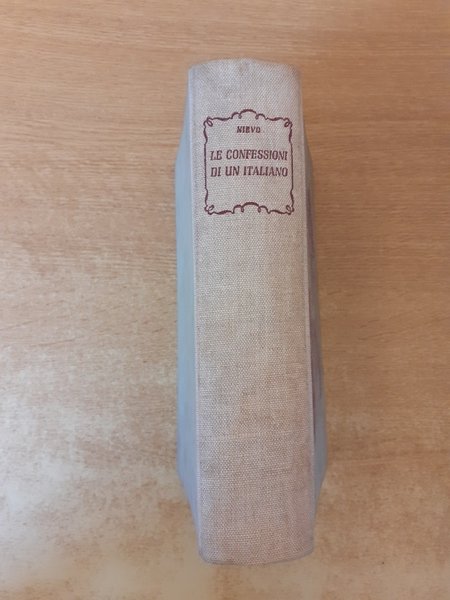 NIEVO
LE CONFESSIONI
DI UN ITALIANO